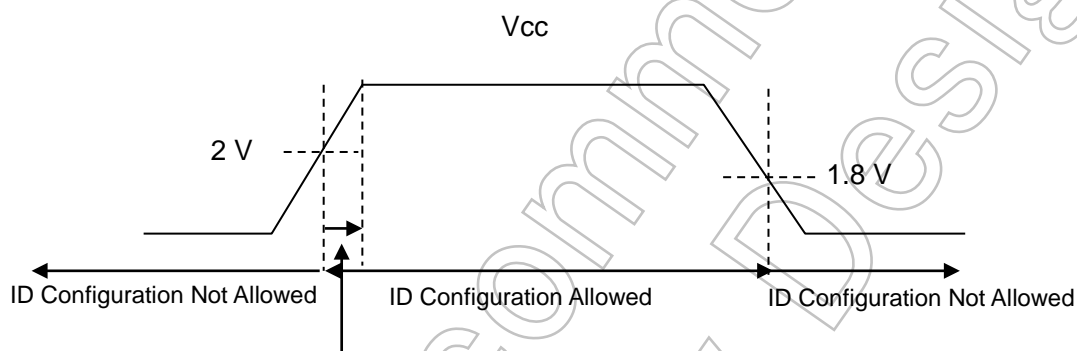 Vcc
2 V
1.8 V
ID Configuration Not Allowed
ID Configuration Allowed
ID Configuration Not Allowed